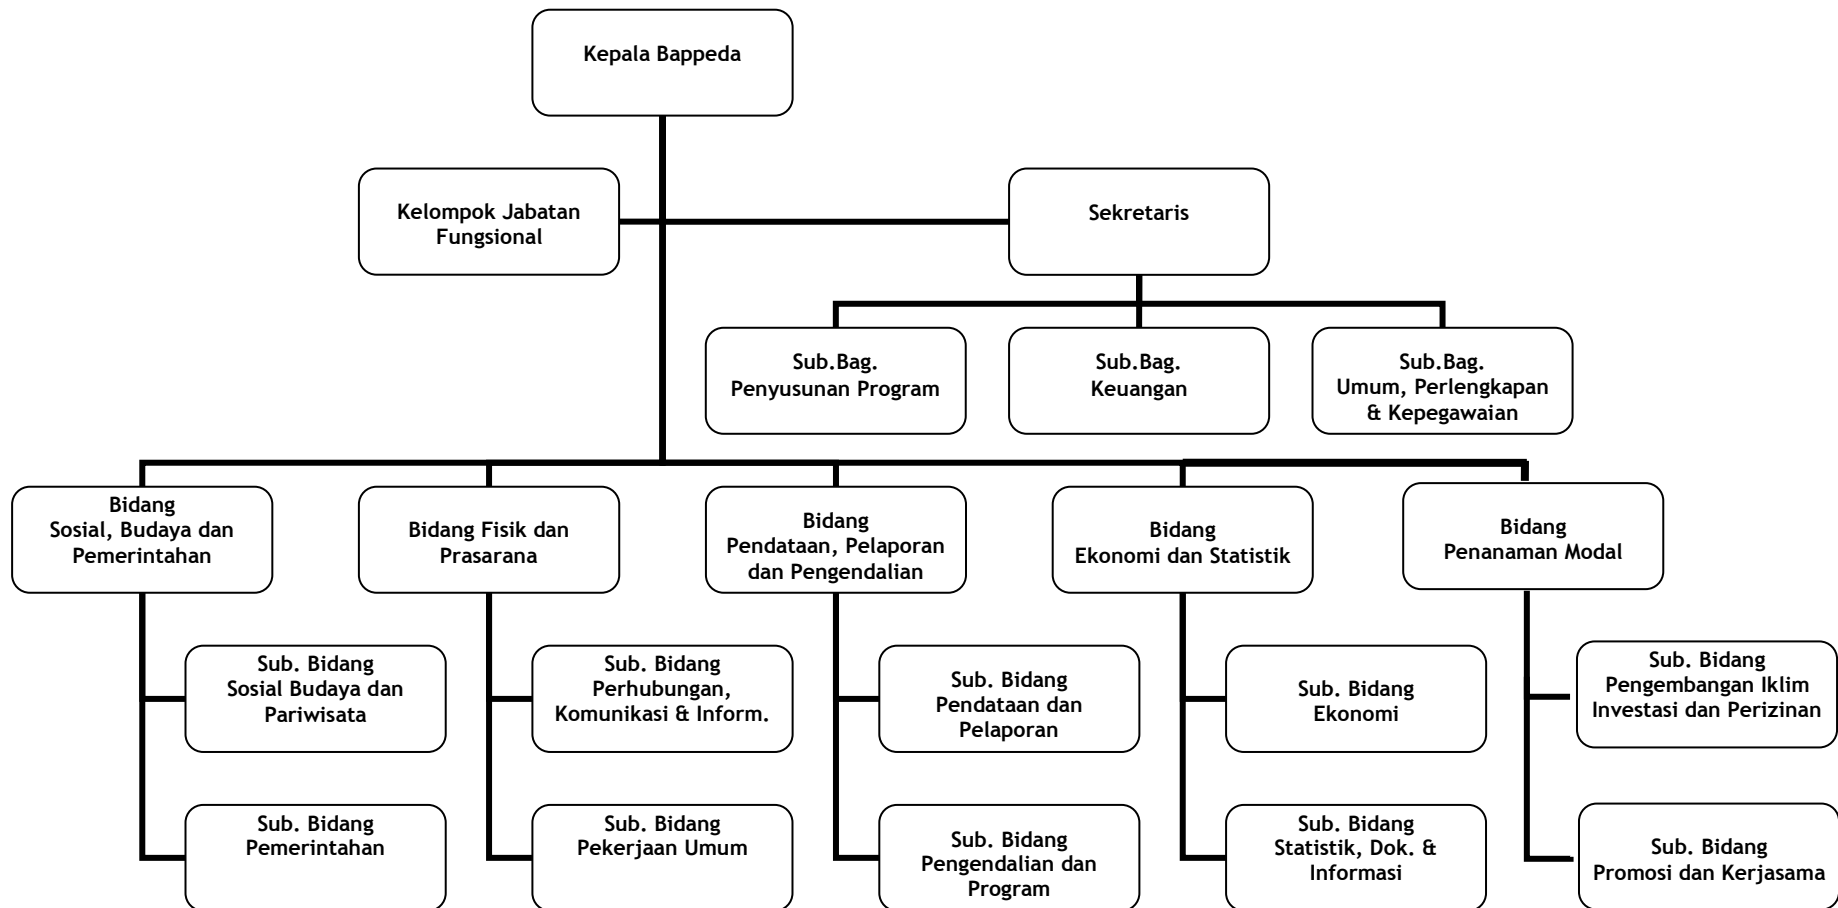 Kepala Bappeda
Kelompok Jabatan
Fungsional
Sekretaris
Sub.Bag.
Penyusunan Program
Sub.Bag.
Keuangan
Sub.Bag.
Umum, Perlengkapan
& Kepegawaian
Bidang
Sosial, Budaya dan
Pemerintahan
Bidang Fisik dan
Prasarana
Bidang
Pendataan, Pelaporan
dan Pengendalian
Bidang
Ekonomi dan Statistik
Bidang
Penanaman Modal
Sub. Bidang
Sosial Budaya dan
Pariwisata
Sub. Bidang
Perhubungan,
Komunikasi & Inform.
Sub. Bidang
Pendataan dan
Pelaporan
Sub. Bidang
Ekonomi
Sub. Bidang
Pengembangan Iklim
Investasi dan Perizinan
Sub. Bidang
Pemerintahan
Sub. Bidang
Pekerjaan Umum
Sub. Bidang
Pengendalian dan
Program
Sub. Bidang
Statistik, Dok. &
Informasi
Sub. Bidang
Promosi dan Kerjasama